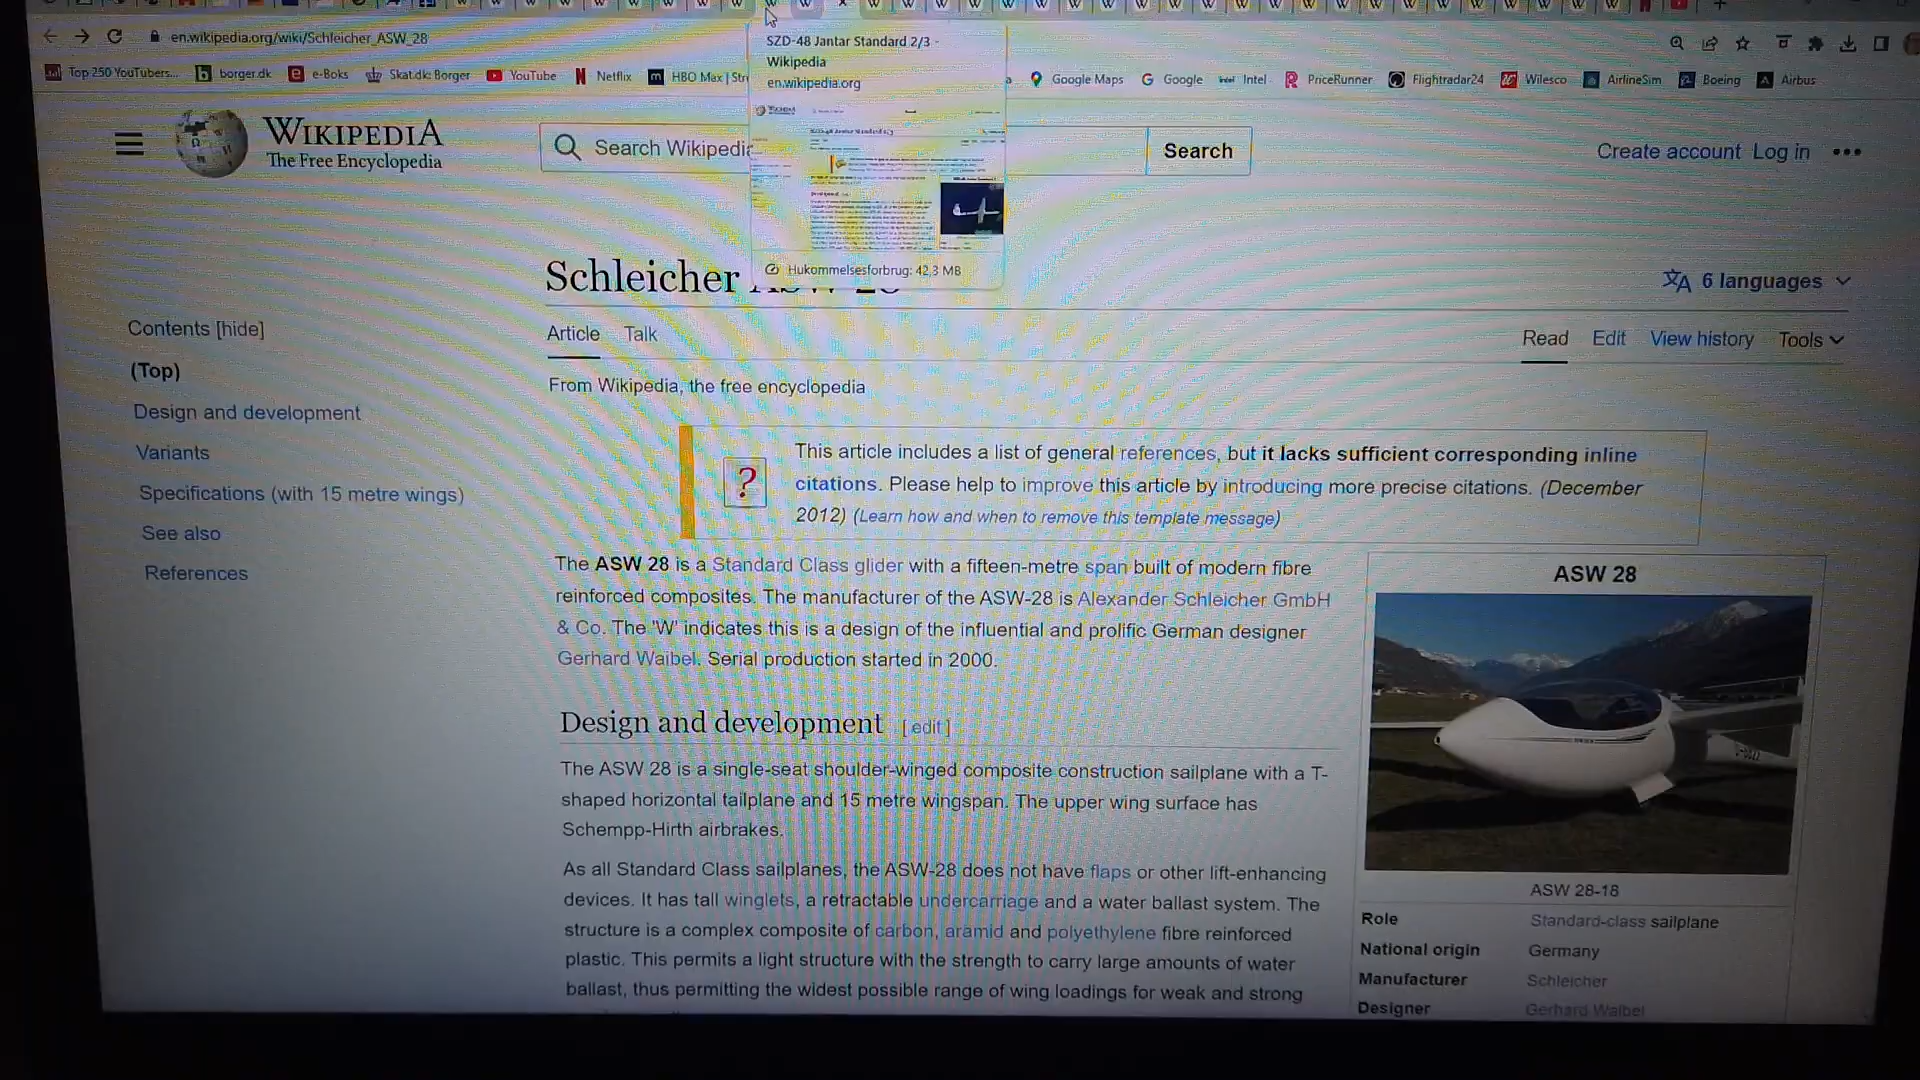 en.wikipedia.org/wiki/Schleicher_ASW_28
Top 250 YouTubers...
borger.dk
e-Boks
Skat.dk: Borger
YouTube
Netflix
HBO Max | Str
Google Maps
Google
Intel
PriceRunner
Flightradar24
Wilesco
AirlineSim
Boeing
Airbus
SZD-48 Jantar Standard 2/3 -
Wikipedia
en.wikipedia.org
Hukommelsesforbrug: 42,3 MB
WIKIPEDIA
The Free Encyclopedia
Search Wikipedia
Search
Create account Log in
Schleicher ASW 28
6 languages
Article Talk
Read Edit View history Tools
From Wikipedia, the free encyclopedia
Contents [hide]
(Top)
Design and development
Variants
Specifications (with 15 metre wings)
See also
References
This article includes a list of general references, but it lacks sufficient corresponding inline
citations. Please help to improve this article by introducing more precise citations. (December
2012) (Learn how and when to remove this template message)
The ASW 28 is a Standard Class glider with a fifteen-metre span built of modern fibre
reinforced composites. The manufacturer of the ASW-28 is Alexander Schleicher GmbH
& Co. The 'W' indicates this is a design of the influential and prolific German designer
Gerhard Waibel. Serial production started in 2000.
Design and development [ edit ]
The ASW 28 is a single-seat shoulder-winged composite construction sailplane with a T-
shaped horizontal tailplane and 15 metre wingspan. The upper wing surface has
Schempp-Hirth airbrakes.
As all Standard Class sailplanes, the ASW-28 does not have flaps or other lift-enhancing
devices. It has tall winglets, a retractable undercarriage and a water ballast system. The
structure is a complex composite of carbon, aramid and polyethylene fibre reinforced
plastic. This permits a light structure with the strength to carry large amounts of water
ballast, thus permitting the widest possible range of wing loadings for weak and strong
ASW 28
ASW 28-18
Role Standard-class sailplane
National origin Germany
Manufacturer Schleicher
Designer Gerhard Waibel